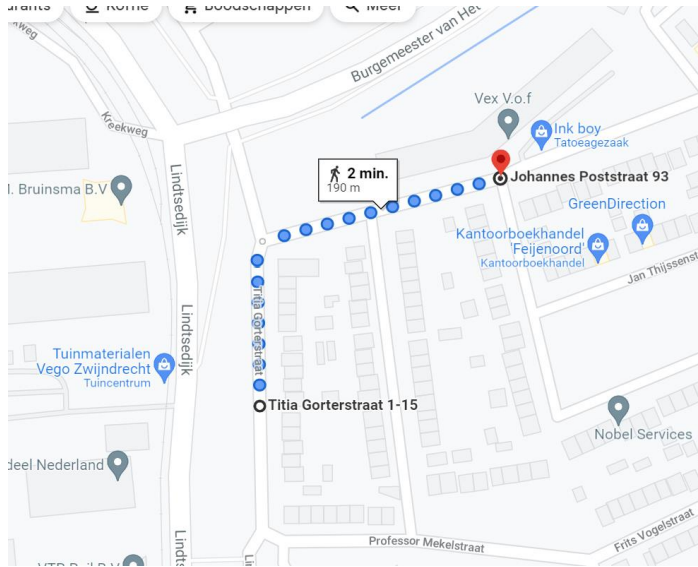 Koffie
Boodschappen
Meer
Burgemeester van Het
Kreekweg
Vex V.o.f
Ink boy
Tatoeagezaak
2 min.
190 m
Johannes Poststraat 93
Lindtsedijk
Bruinsma B.V
GreenDirection
Kantoorboekhandel
'Feijenoord'
Kantoorboekhandel
Jan Thijssenst
Titia Gorterstraat
Lindtsedijk
Tuinmaterialen
Vego Zwijndrecht
Tuincentrum
Titia Gorterstraat 1-15
Nobel Services
deel Nederland
Professor Mekelstraat
Frits Vogelstraat
Lindts